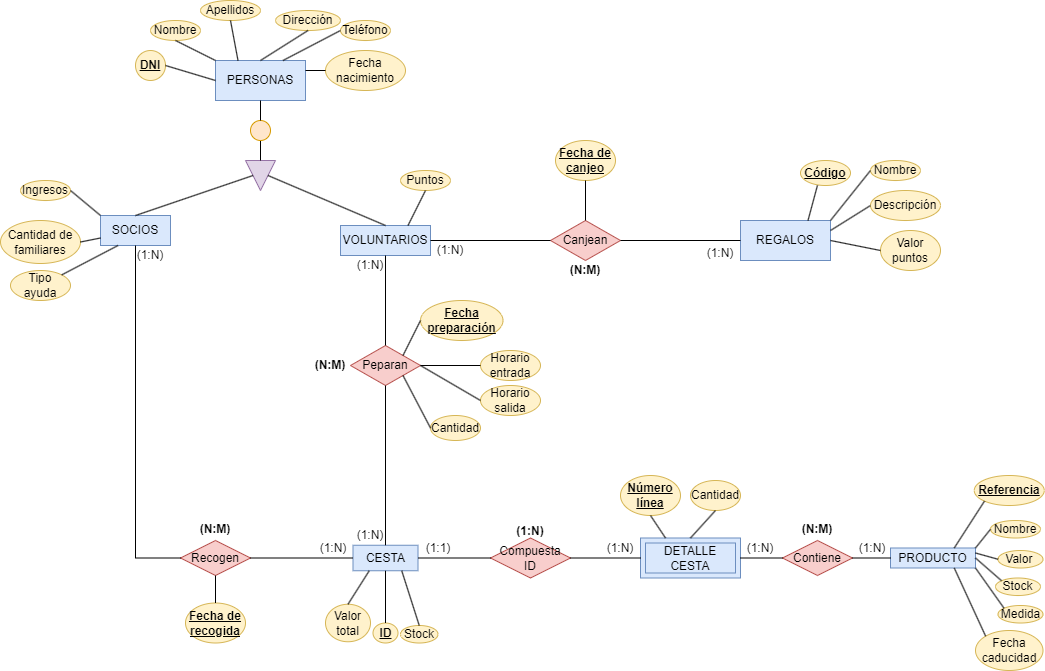 Apellidos
Nombre
Dirección
Teléfono
DNI
PERSONAS
Fecha
nacimiento
Fecha de
canjeo
Código
Nombre
Ingresos
Puntos
Descripción
SOCIOS
Cantidad de
familiares
VOLUNTARIOS
Canjean
REGALOS
Valor
puntos
(1:N)
(1:N)
(1:N)
(1:N)
(N:M)
Tipo
ayuda
Fecha
preparación
(N:M)
Peparan
Horario
entrada
Horario
salida
Cantidad
Número
línea
Cantidad
Referencia
(N:M)
(1:N)
(1:N)
(N:M)
Nombre
Recogen
(1:N)
CESTA
(1:1)
Compuesta
ID
(1:N)
DETALLE
CESTA
(1:N)
Contiene
(1:N)
PRODUCTO
Valor
Stock
Medida
Fecha de
recogida
Valor
total
ID
Stock
Fecha
caducidad